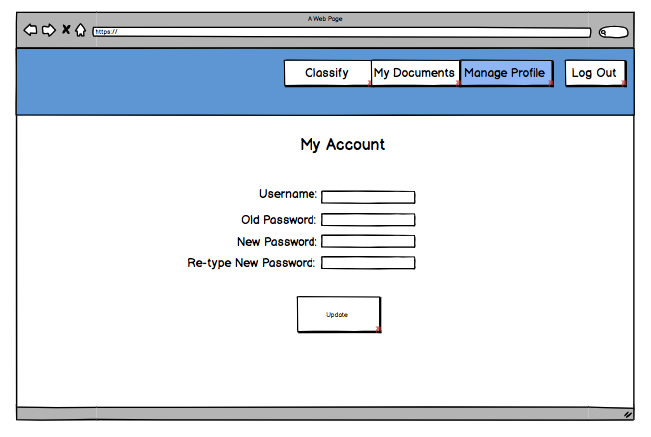 A Web Page
https://
Classify
My Documents
Manage Profile
Log Out
My Account
Username:
Old Password:
New Password:
Re-type New Password:
Update